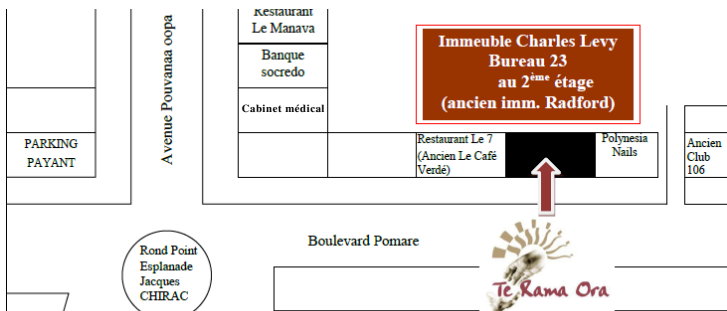 Restaurant
Le Manava
Banque
socredo
Cabinet médical
Avenue Pouvanaa oopa
PARKING
PAYANT
Immeuble Charles Levy
Bureau 23
au 2ème étage
(ancien imm. Radford)
Restaurant Le 7
(Ancien Le Café
Verdé)
Polynesia
Nails
Ancien
Club
106
Rond Point
Esplanade
Jacques
CHIRAC
Boulevard Pomare
Te Rama Ora